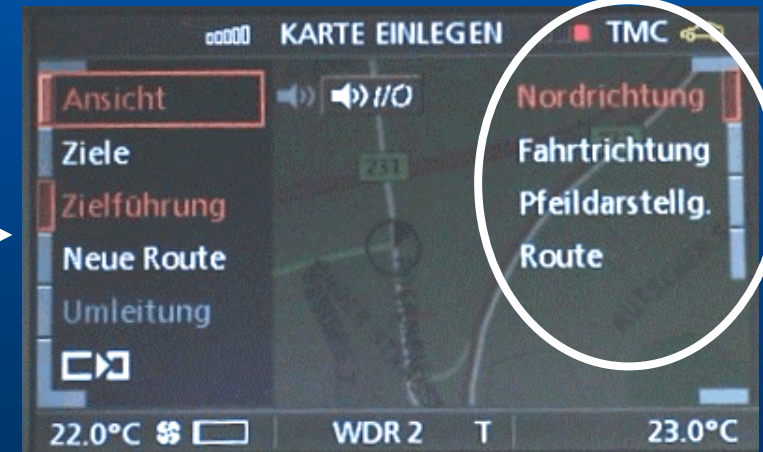 KARTE EINLEGEN TMC
Ansicht
I/O
Nordrichtung
Ziele
Fahrtrichtung
231
Zielführung
Pfeildarstellg.
Neue Route
Route
Umleitung
22.0°C WDR 2 T 23.0°C